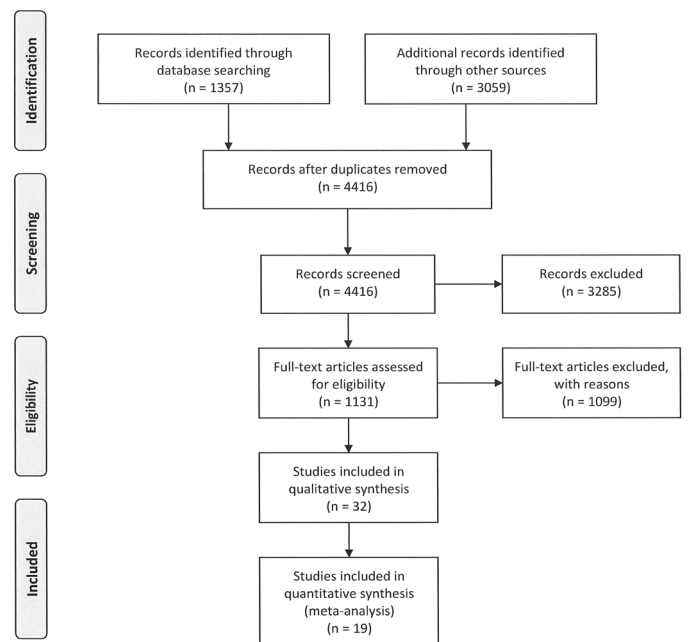 Identification
Records identified through
database searching
(n = 1357)
Additional records identified
through other sources
(n = 3059)
Records after duplicates removed
(n = 4416)
Screening
Records screened
(n = 4416)
Records excluded
(n = 3285)
Eligibility
Full-text articles assessed
for eligibility
(n = 1131)
Full-text articles excluded,
with reasons
(n = 1099)
Studies included in
qualitative synthesis
(n = 32)
Included
Studies included in
quantitative synthesis
(meta-analysis)
(n = 19)